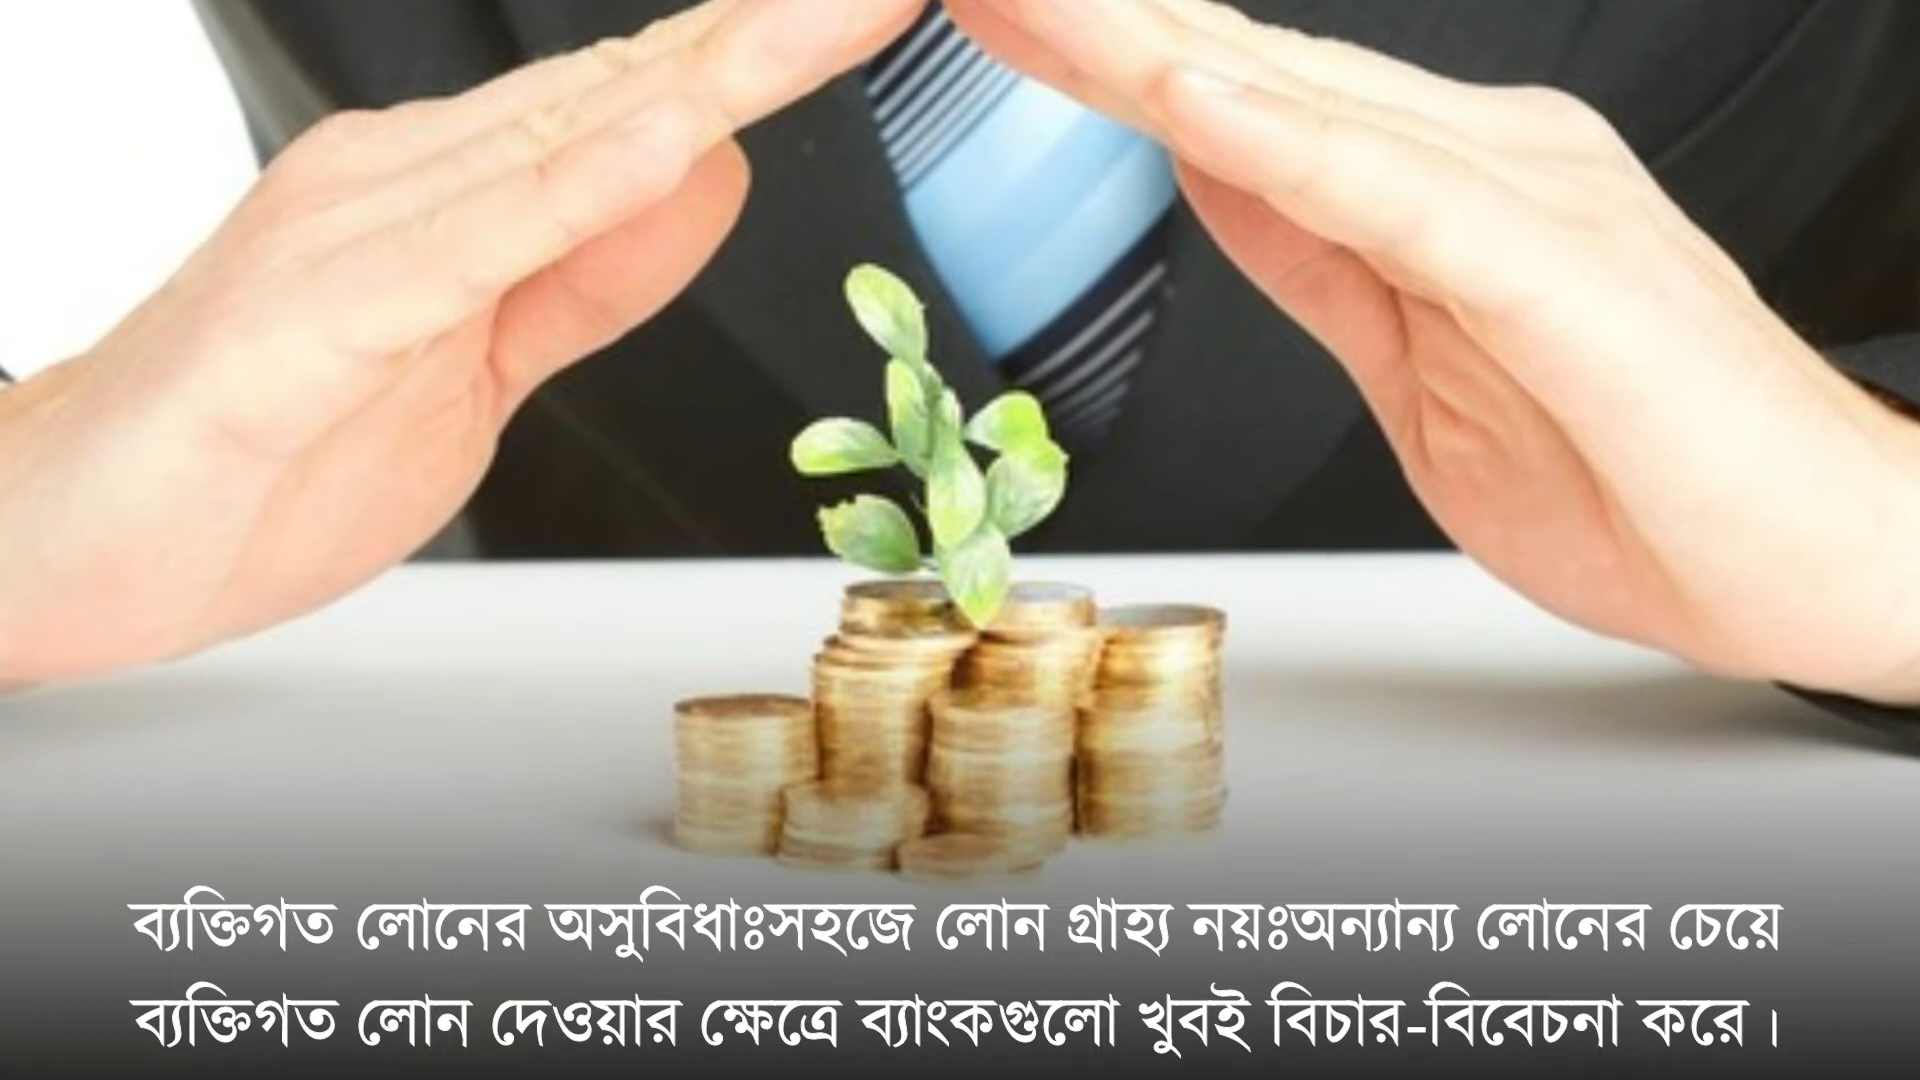 ব্যক্তিগত লোনের অসুবিধাঃসহজে লোন গ্রাহ্য নয়ঃঅন্যান্য লোনের চেয়ে
ব্যক্তিগত লোন দেওয়ার ক্ষেত্রে ব্যাংকগুলো খুবই বিচার-বিবেচনা করে।